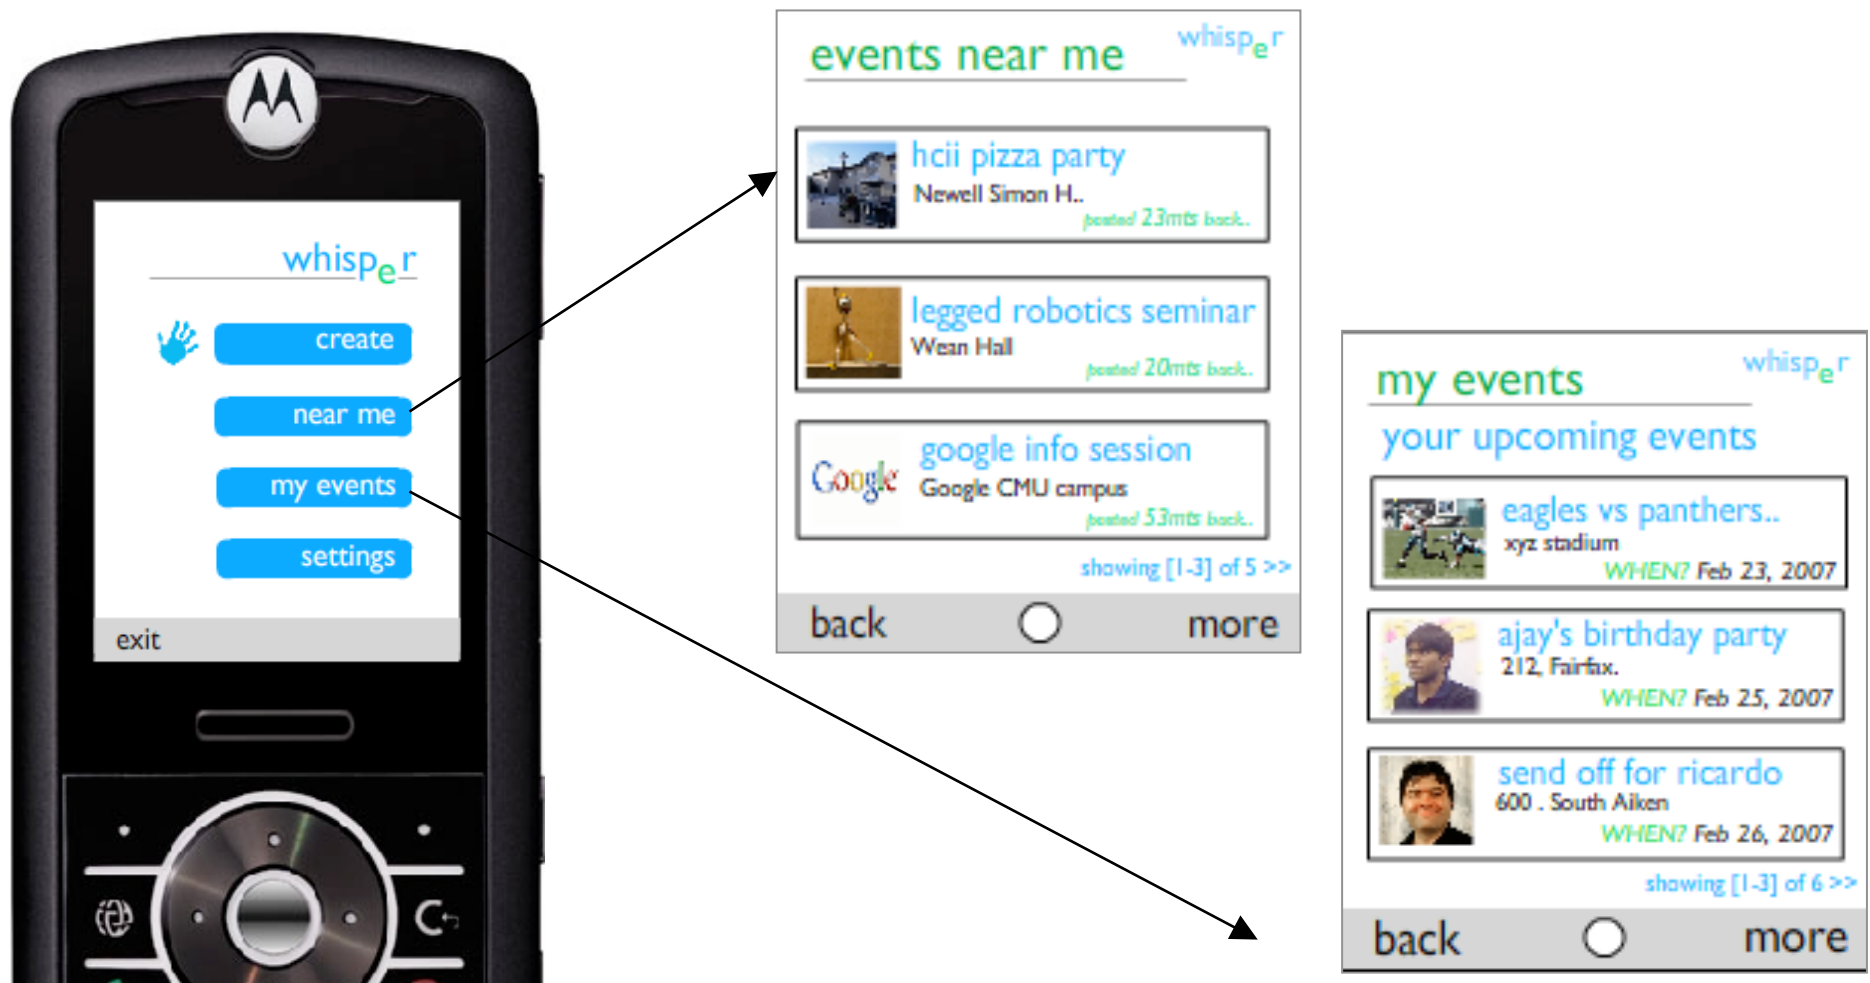 whisper
create
near me
my events
settings
exit
events near me
whisper
hcii pizza party
Newell Simon H..
posted 23mts back..
legged robotics seminar
Wean Hall
posted 20mts back..
Google
google info session
Google CMU campus
posted 53mts back..
showing [1-3] of 5 >>
back
more
my events
whisper
your upcoming events
eagles vs panthers..
xyz stadium
WHEN? Feb 23, 2007
ajay's birthday party
212, Fairfax.
WHEN? Feb 25, 2007
send off for ricardo
600 . South Aiken
WHEN? Feb 26, 2007
showing [1-3] of 6 >>
back
more